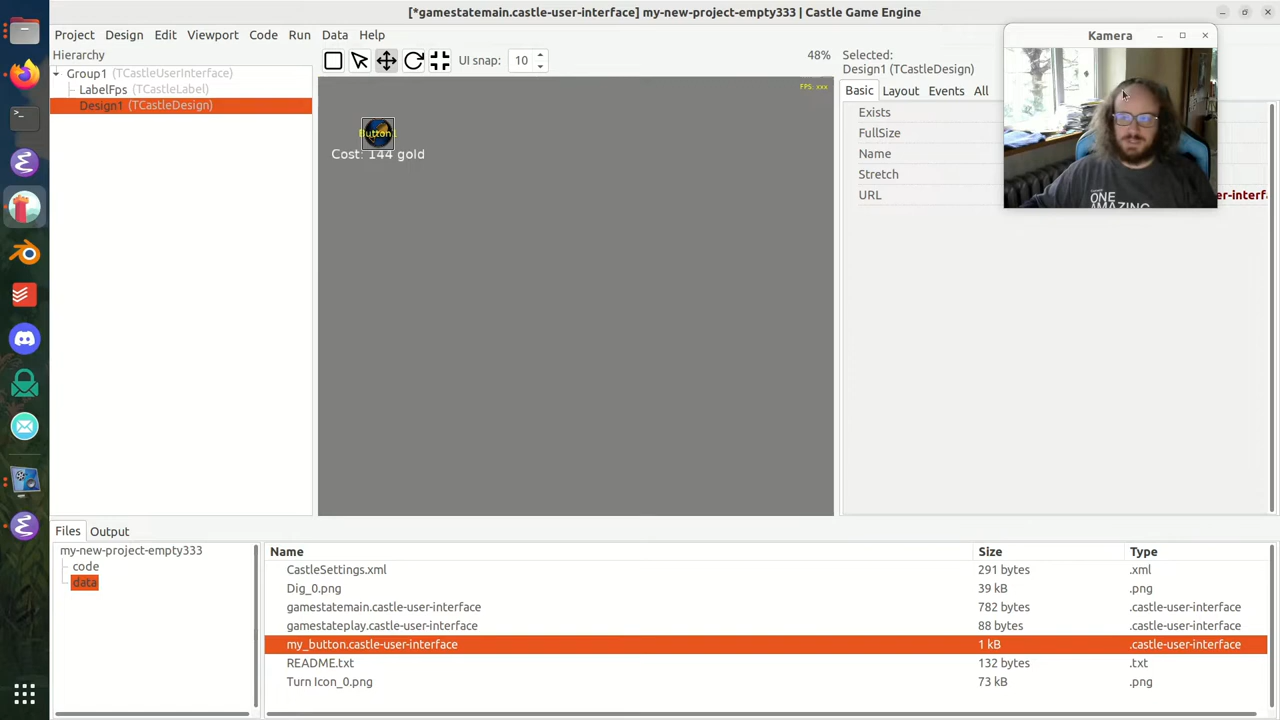 [*gamestatemain.castle-user-interface] my-new-project-empty333 | Castle Game Engine
Project Design Edit Viewport Code Run Data Help
Kamera
Hierarchy
Group1 (TCastleUserInterface)
LabelFps (TCastleLabel)
Design1 (TCastleDesign)
UI snap: 10
48%
FPS: xxx
Button1
Cost: 144 gold
Selected:
Design1 (TCastleDesign)
Basic Layout Events All
Exists
FullSize
Name
Stretch
URL
er-interf
ONE
AMAZING
Files Output
my-new-project-empty333
code
data
Name Size Type
CastleSettings.xml 291 bytes .xml
Dig_0.png 39 kB .png
gamestatemain.castle-user-interface 782 bytes .castle-user-interface
gamestateplay.castle-user-interface 88 bytes .castle-user-interface
my_button.castle-user-interface 1 kB .castle-user-interface
README.txt 132 bytes .txt
Turn Icon_0.png 73 kB .png